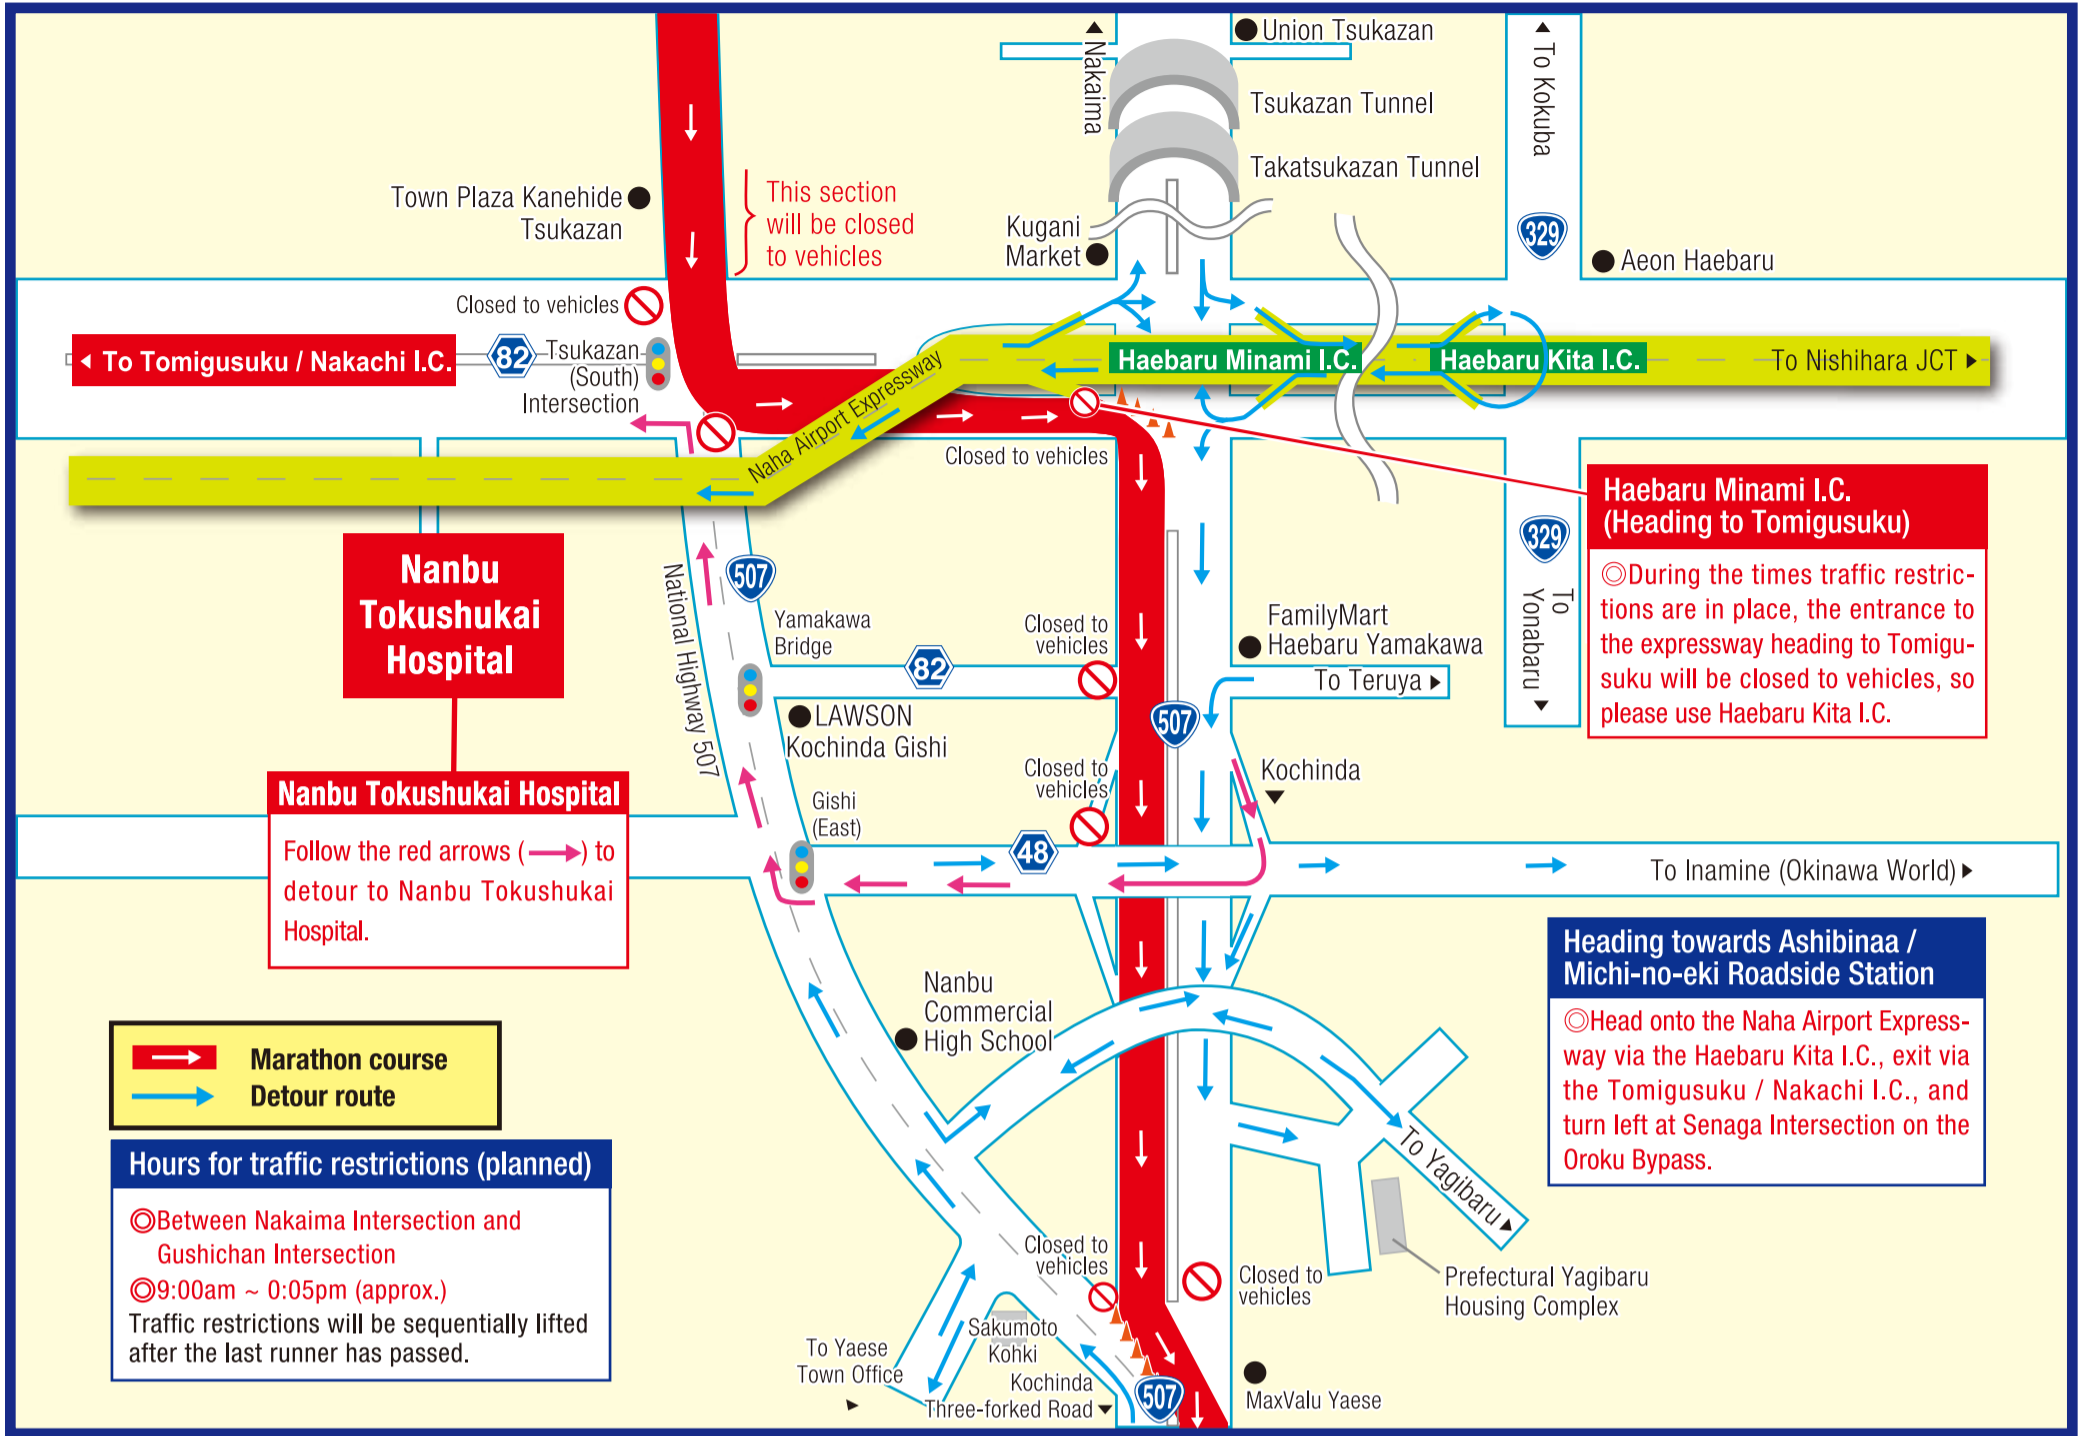 Union Tsukazan
Nakaima
To Kokuba
Tsukazan Tunnel
Takatsukazan Tunnel
Town Plaza Kanehide
Tsukazan
This section
will be closed
to vehicles
Kugani
Market
329
Aeon Haebaru
Closed to vehicles
To Tomigusuku / Nakachi I.C.
82
Tsukazan
(South)
Intersection
Naha Airport Expressway
Haebaru Minami I.C.
Haebaru Kita I.C.
To Nishihara JCT
Closed to vehicles
Haebaru Minami I.C.
(Heading to Tomigusuku)
◎During the times traffic restric-
tions are in place, the entrance to
the expressway heading to Tomigu-
suku will be closed to vehicles, so
please use Haebaru Kita I.C.
329
To
Yonabaru
Nanbu
Tokushukai
Hospital
National Highway 507
507
Yamakawa
Bridge
Closed to
vehicles
FamilyMart
Haebaru Yamakawa
82
To Teruya
LAWSON
Kochinda Gishi
507
Closed to
vehicles
Kochinda
Nanbu Tokushukai Hospital
Follow the red arrows ( → ) to
detour to Nanbu Tokushukai
Hospital.
Gishi
(East)
48
To Inamine (Okinawa World)
Heading towards Ashibinaa /
Michi-no-eki Roadside Station
◎Head onto the Naha Airport Express-
way via the Haebaru Kita I.C., exit via
the Tomigusuku / Nakachi I.C., and
turn left at Senaga Intersection on the
Oroku Bypass.
Nanbu
Commercial
High School
Marathon course
Detour route
Hours for traffic restrictions (planned)
◎Between Nakaima Intersection and
Gushichan Intersection
◎9:00am ~ 0:05pm (approx.)
Traffic restrictions will be sequentially lifted
after the last runner has passed.
To Yagibaru
Closed to
vehicles
Closed to
vehicles
Prefectural Yagibaru
Housing Complex
Sakumoto
Kohki
To Yaese
Town Office
Kochinda
Three-forked Road
507
MaxValu Yaese